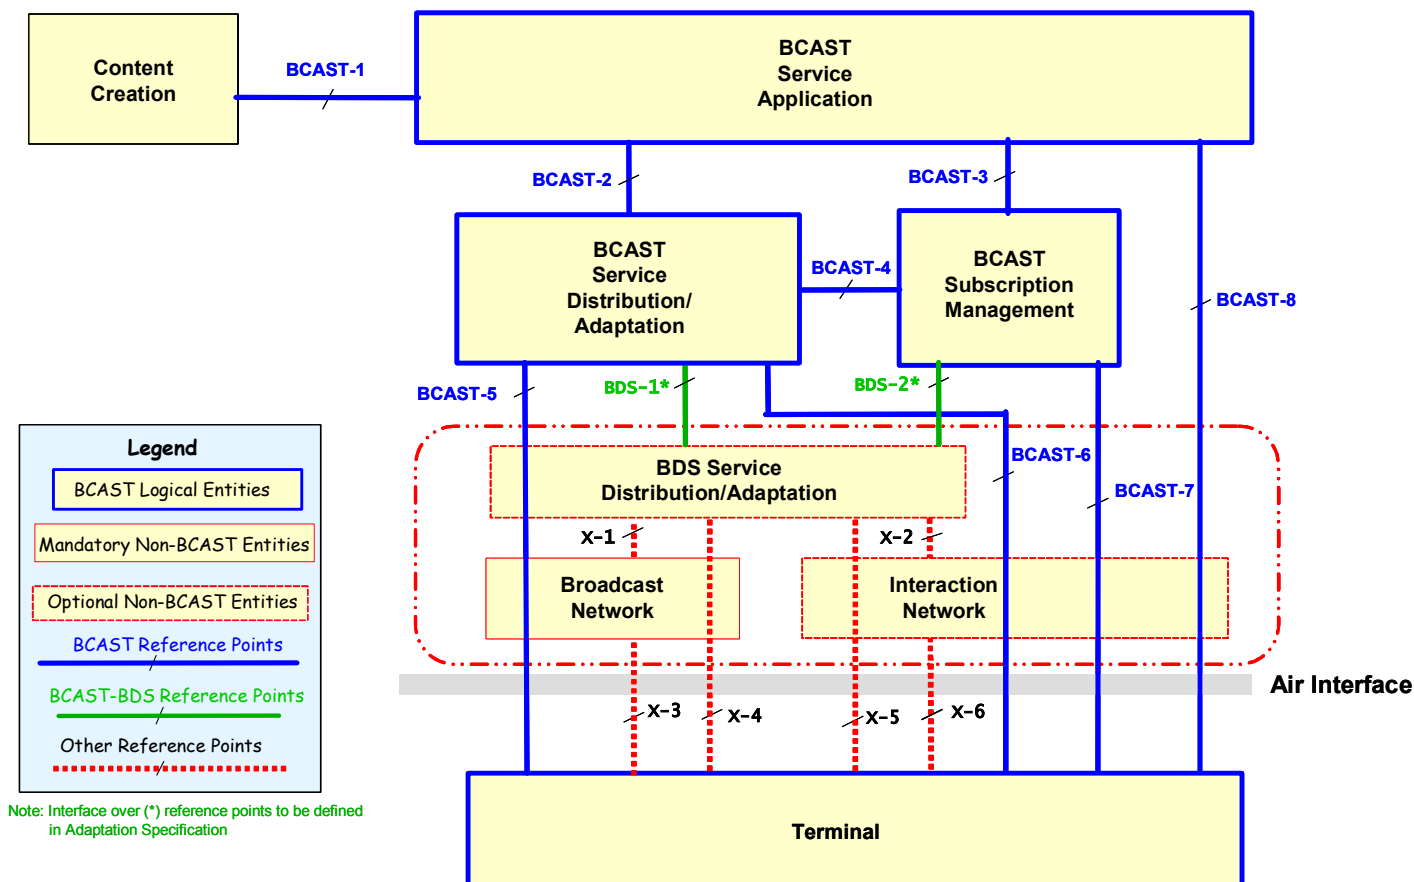 Content
Creation
BCAST-1
BCAST
Service
Application
BCAST-2
BCAST-3
BCAST
Service
Distribution/
Adaptation
BCAST-4
BCAST
Subscription
Management
BCAST-8
BCAST-5
BDS-1*
BDS-2*
BDS Service
Distribution/Adaptation
BCAST-6
BCAST-7
X-1
X-2
Broadcast
Network
Interaction
Network
Air Interface
X-3
X-4
X-5
X-6
Terminal
Legend
BCAST Logical Entities
Mandatory Non-BCAST Entities
Optional Non-BCAST Entities
BCAST Reference Points
BCAST-BDS Reference Points
Other Reference Points
Note: Interface over (*) reference points to be defined
in Adaptation Specification